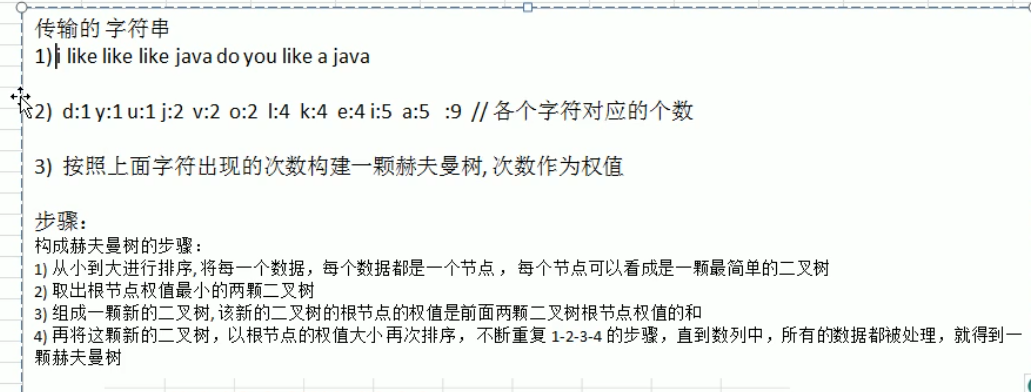 传输的 字符串
1) i like like like java do you like a java
2) d:1 y:1 u:1 j:2 v:2 o:2 l:4 k:4 e:4 i:5 a:5 :9 // 各个字符对应的个数
3) 按照上面字符出现的次数构建一颗赫夫曼树, 次数作为权值
步骤：
构成赫夫曼树的步骤：
1) 从小到大进行排序, 将每一个数据，每个数据都是一个节点 ， 每个节点可以看成是一颗最简单的二叉树
2) 取出根节点权值最小的两颗二叉树
3) 组成一颗新的二叉树, 该新的二叉树的根节点的权值是前面两颗二叉树根节点权值的和
4) 再将这颗新的二叉树，以根节点的权值大小 再次排序， 不断重复 1-2-3-4 的步骤，直到数列中，所有的数据都被处理，就得到一
颗赫夫曼树